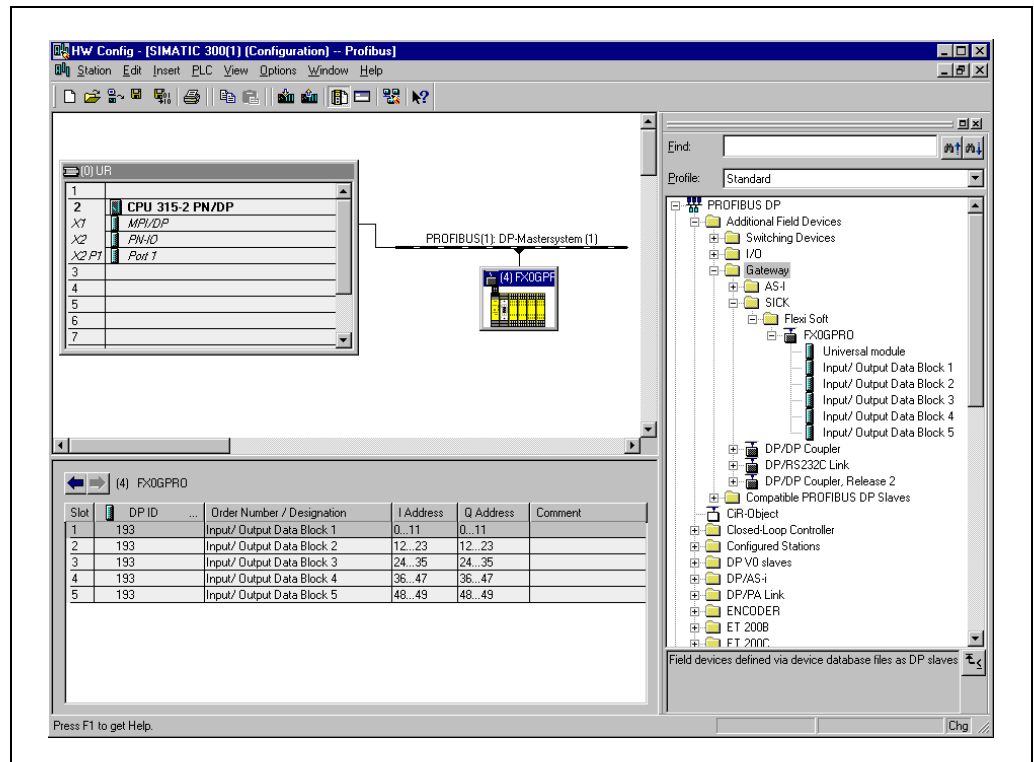 HW Config - [SIMATIC 300(1) (Configuration) -- Profibus]
Station Edit Insert PLC View Options Window Help
(0) UR
1
2 CPU 315-2 PN/DP
X1 MPI/DP
X2 PN-IO
X2 P1 Port 1
3
4
5
6
7
PROFIBUS(1): DP-Mastersystem (1)
(4) FX0GPR
(4) FX0GPRO
Slot DP ID ... Order Number / Designation I Address Q Address Comment
1 193 Input/ Output Data Block 1 0...11 0...11
2 193 Input/ Output Data Block 2 12...23 12...23
3 193 Input/ Output Data Block 3 24...35 24...35
4 193 Input/ Output Data Block 4 36...47 36...47
5 193 Input/ Output Data Block 5 48...49 48...49
Find:
Profile: Standard
PROFIBUS DP
Additional Field Devices
Switching Devices
I/O
Gateway
AS-I
SICK
Flexi Soft
FX0GPRO
Universal module
Input/ Output Data Block 1
Input/ Output Data Block 2
Input/ Output Data Block 3
Input/ Output Data Block 4
Input/ Output Data Block 5
DP/DP Coupler
DP/RS232C Link
DP/DP Coupler, Release 2
Compatible PROFIBUS DP Slaves
CiR-Object
Closed-Loop Controller
Configured Stations
DP V0 slaves
DP/AS-i
DP/PA Link
ENCODER
ET 200B
ET 200C
Field devices defined via device database files as DP slaves
Press F1 to get Help.
Chg